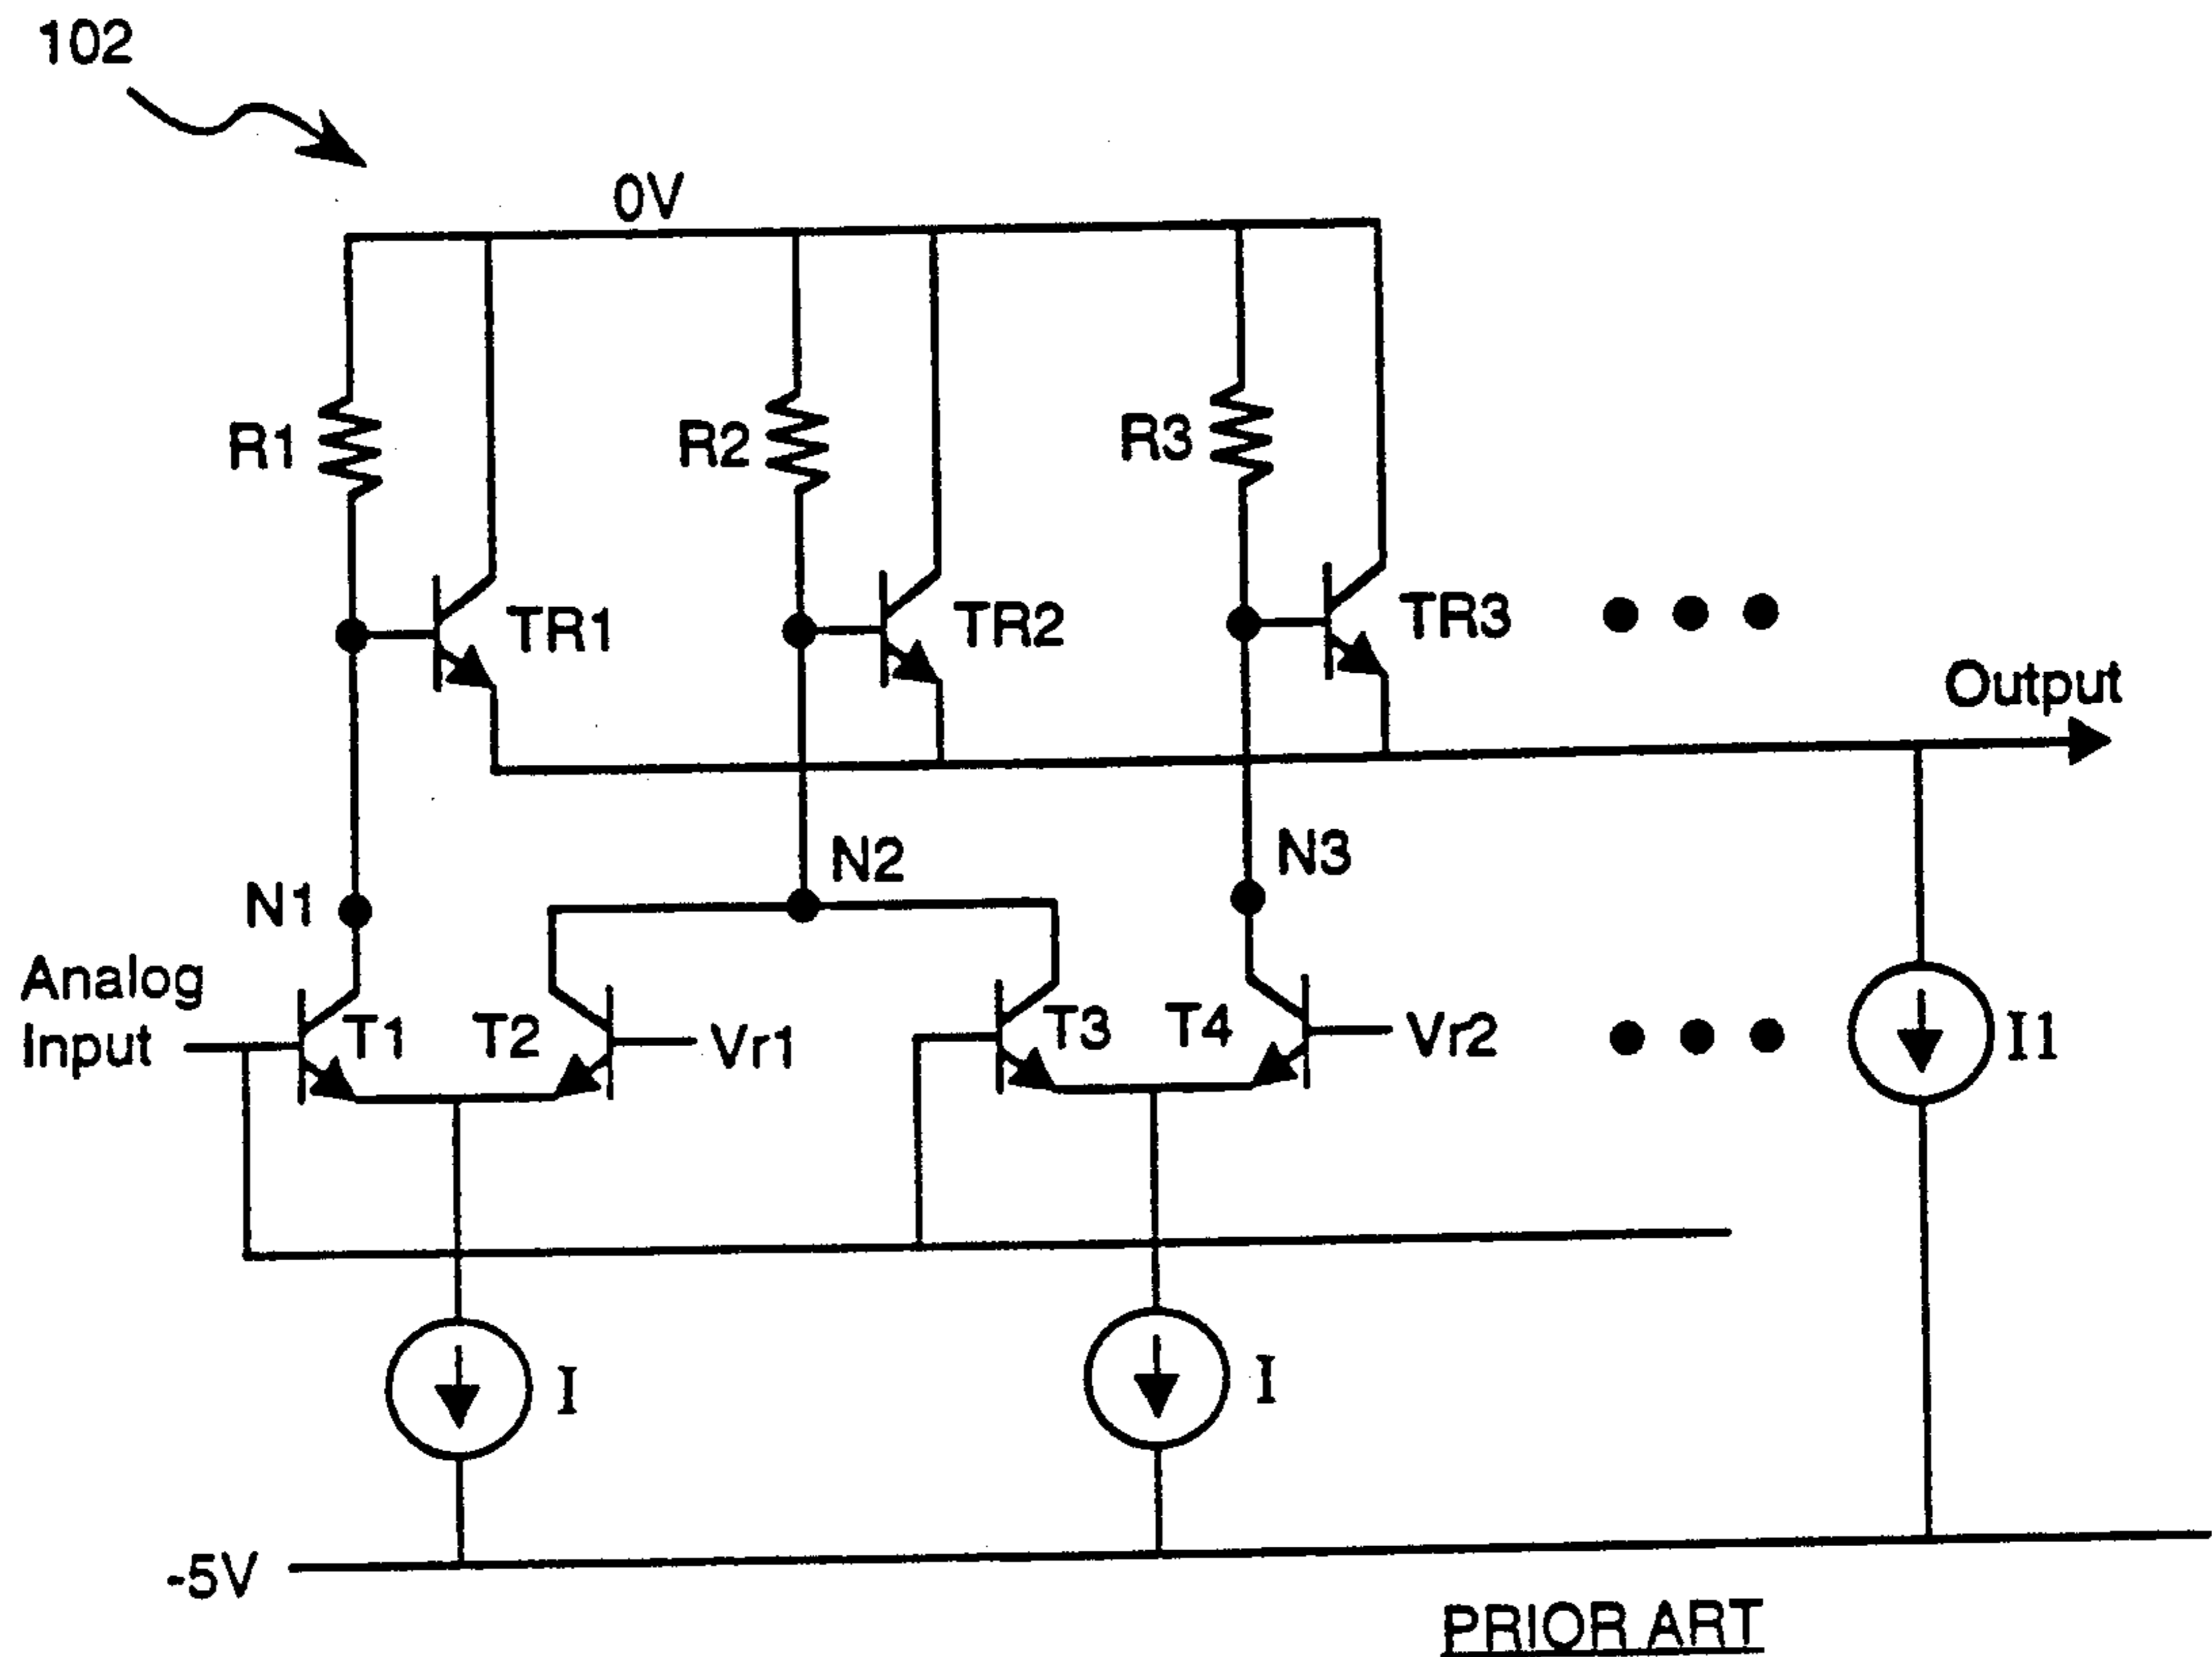 102
0V
R1
R2
R3
TR1
TR2
TR3
Output
N1
N2
N3
Analog
Input
T1
T2
Vr1
T3
T4
Vr2
I1
I
I
-5V
PRIOR ART